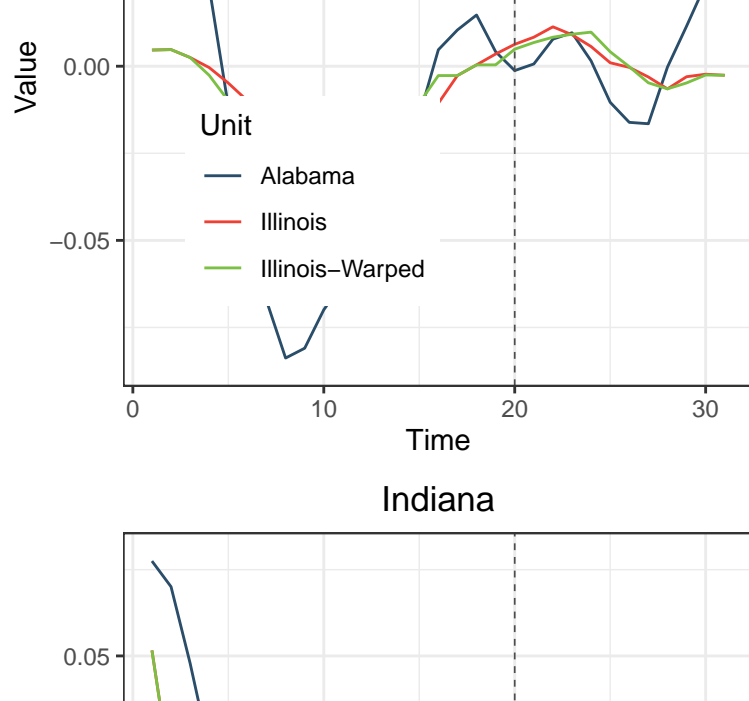 Value
0.00
−0.05
Unit
Alabama
Illinois
Illinois−Warped
0 10 20 30
Time
Indiana
0.05